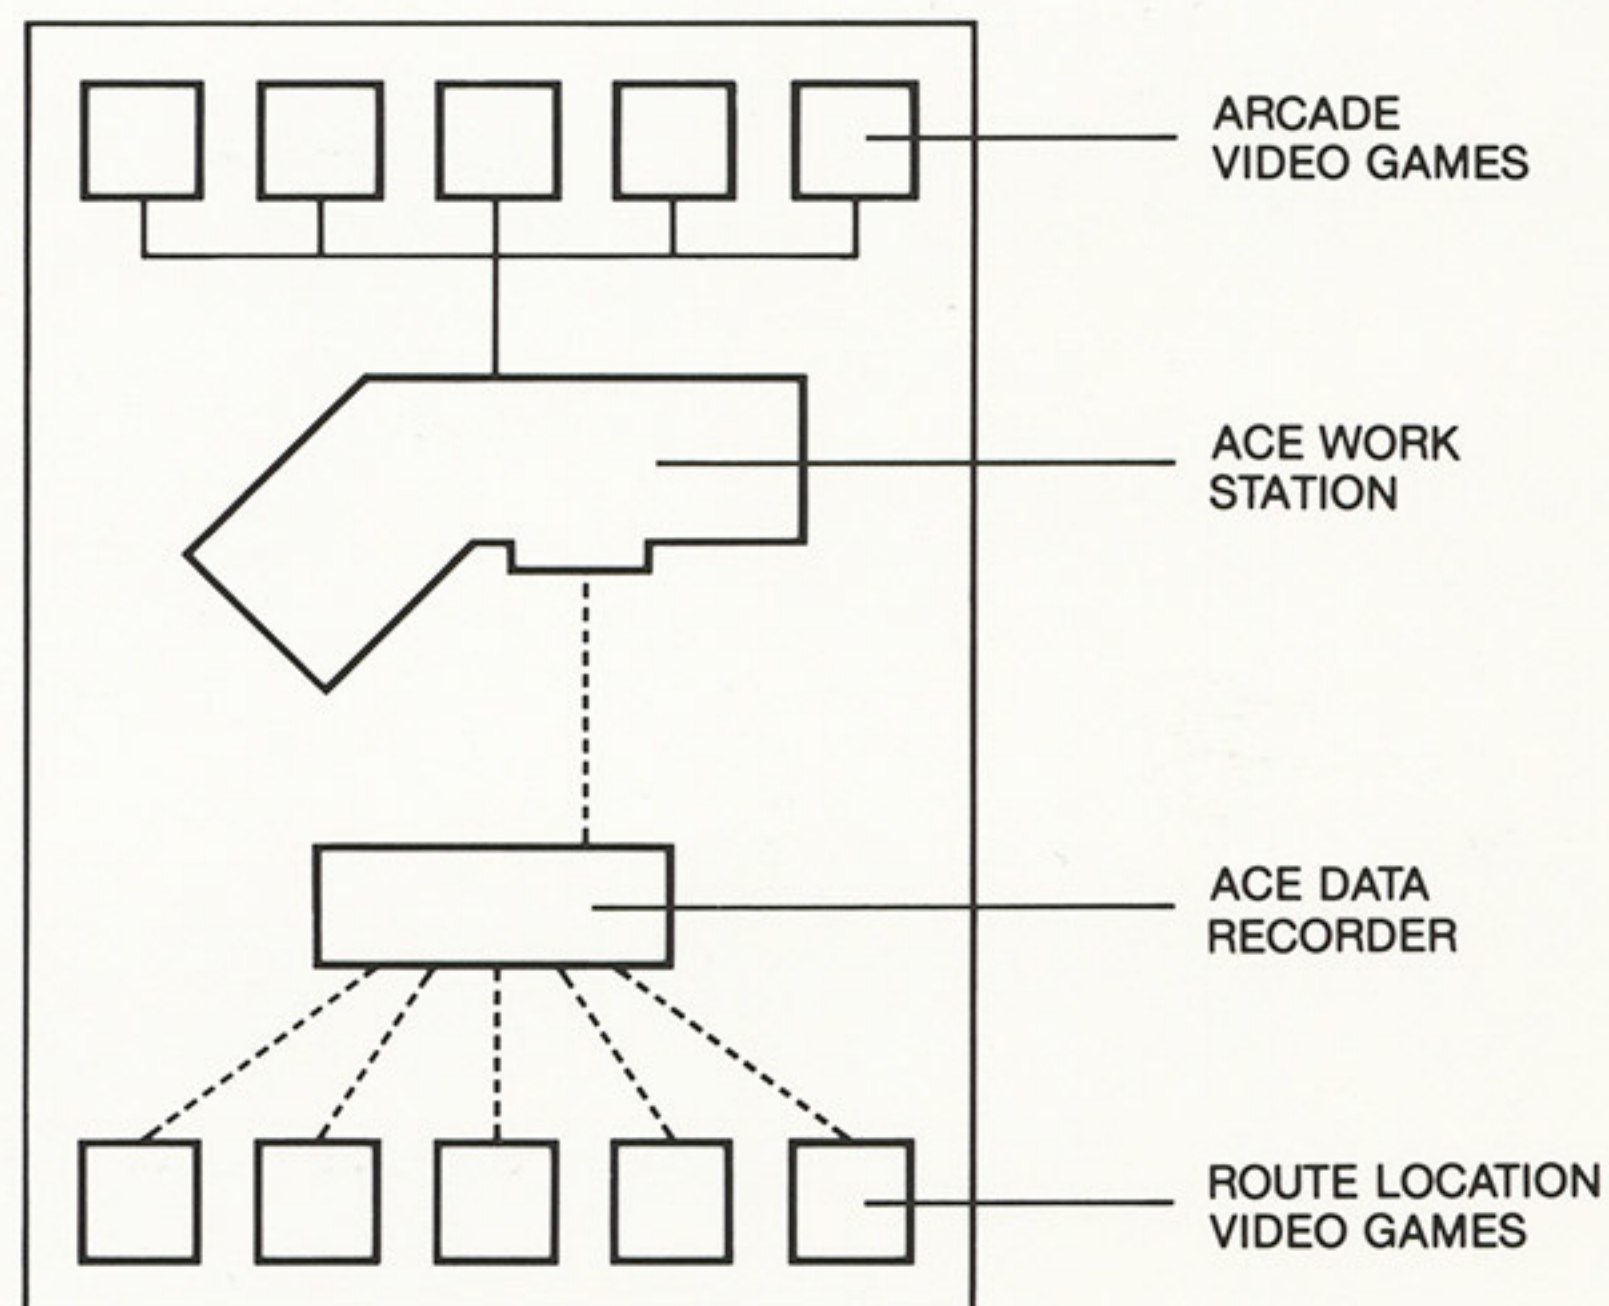 ARCADE
VIDEO GAMES
ACE WORK
STATION
ACE DATA
RECORDER
ROUTE LOCATION
VIDEO GAMES